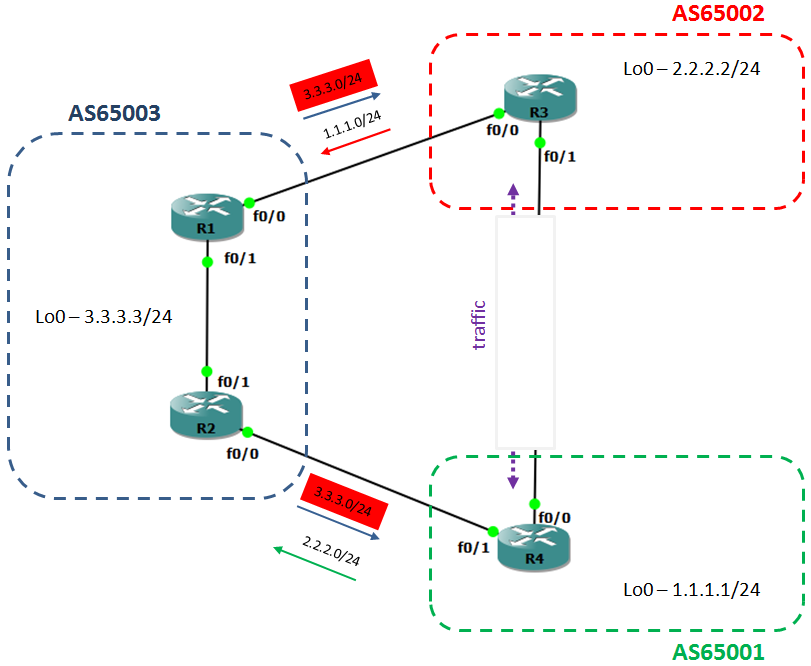 AS65002
Lo0 – 2.2.2.2/24
R3
f0/0
f0/1
3.3.3.0/24
1.1.1.0/24
AS65003
R1
f0/0
f0/1
Lo0 – 3.3.3.3/24
traffic
f0/1
R2
f0/0
3.3.3.0/24
2.2.2.0/24
f0/0
f0/1
R4
Lo0 – 1.1.1.1/24
AS65001